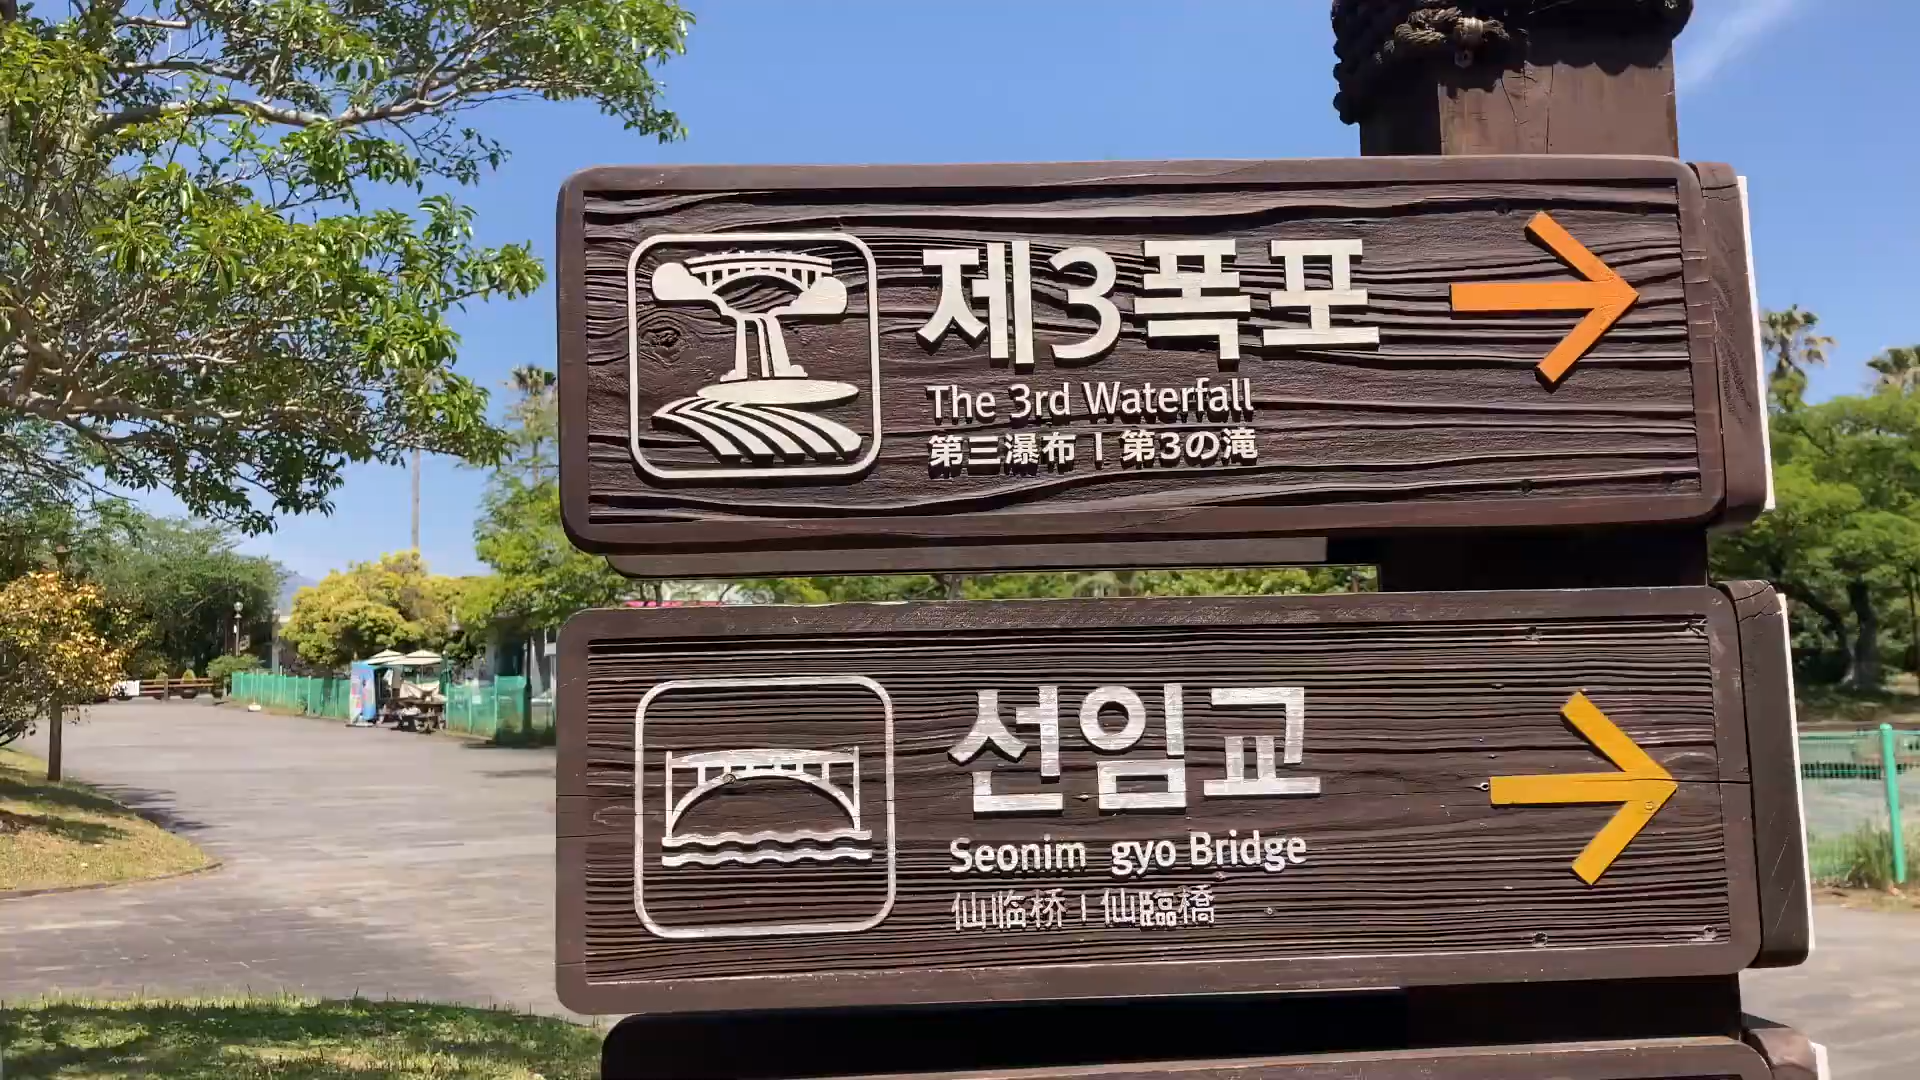 제3폭포
The 3rd Waterfall
第三瀑布 | 第3の滝
선임교
Seonim gyo Bridge
仙临桥 | 仙臨橋